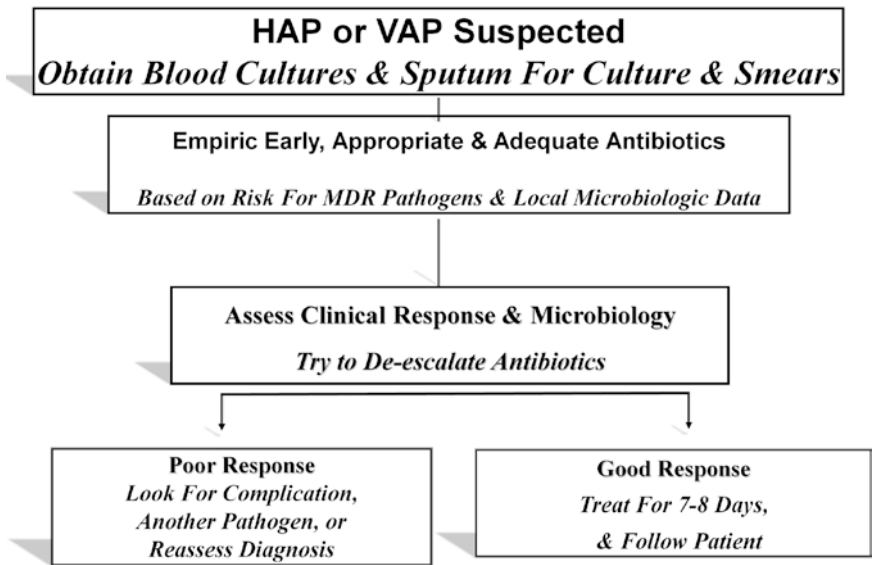 HAP or VAP Suspected
Obtain Blood Cultures & Sputum For Culture & Smears
Empiric Early, Appropriate & Adequate Antibiotics
Based on Risk For MDR Pathogens & Local Microbiologic Data
Assess Clinical Response & Microbiology
Try to De-escalate Antibiotics
Poor Response
Look For Complication,
Another Pathogen, or
Reassess Diagnosis
Good Response
Treat For 7-8 Days,
& Follow Patient